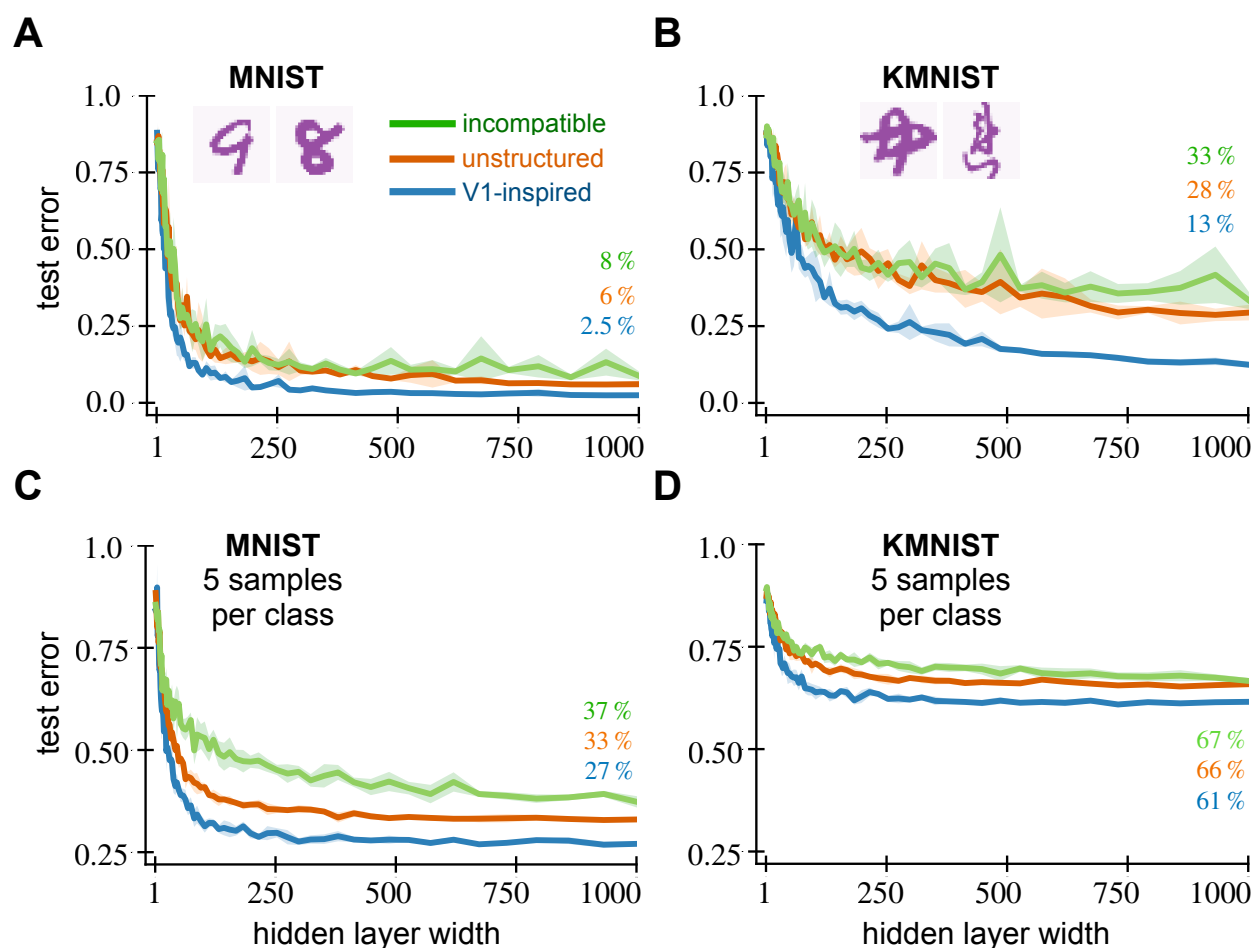 A
MNIST
1.0
0.75
0.50
0.25
0.0
test error
incompatible
unstructured
V1-inspired
8 %
6 %
2.5 %
1
250
500
750
1000
B
KMNIST
1.0
0.75
0.50
0.25
0.0
33 %
28 %
13 %
1
250
500
750
1000
C
MNIST
5 samples
per class
1.0
0.75
0.50
0.25
test error
37 %
33 %
27 %
1
250
500
750
1000
hidden layer width
D
KMNIST
5 samples
per class
1.0
0.75
0.50
0.25
67 %
66 %
61 %
1
250
500
750
1000
hidden layer width